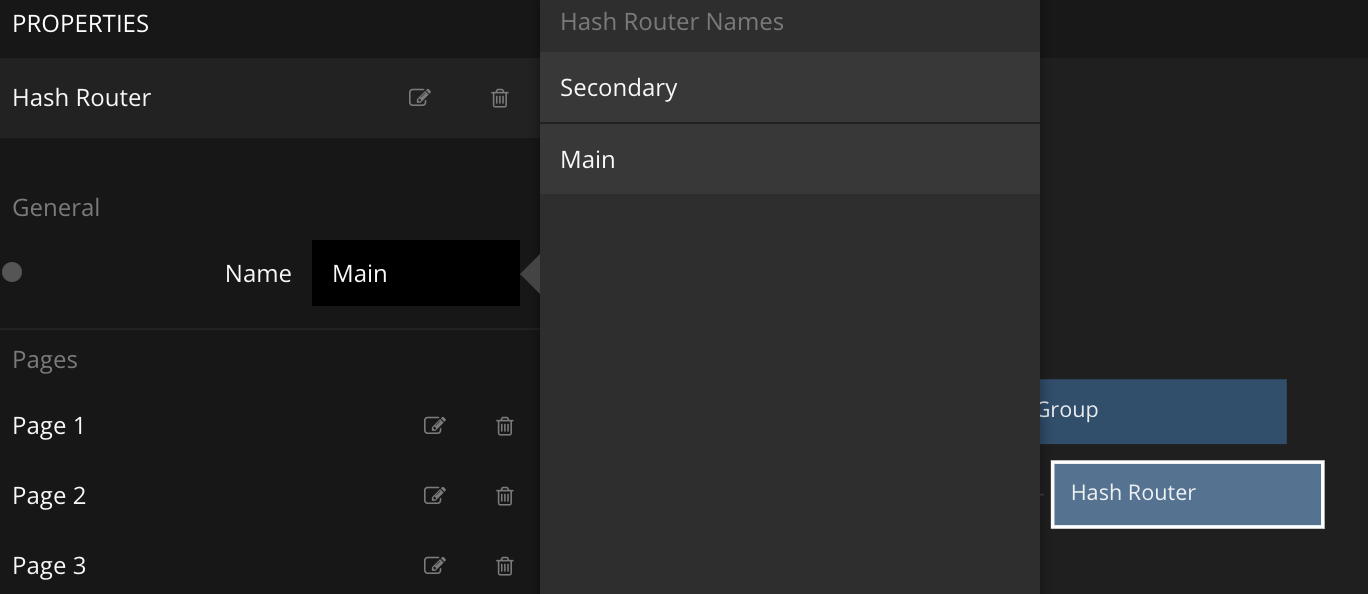 PROPERTIES
Hash Router
General
Name
Main
Pages
Page 1
Page 2
Page 3
Hash Router Names
Secondary
Main
Group
Hash Router